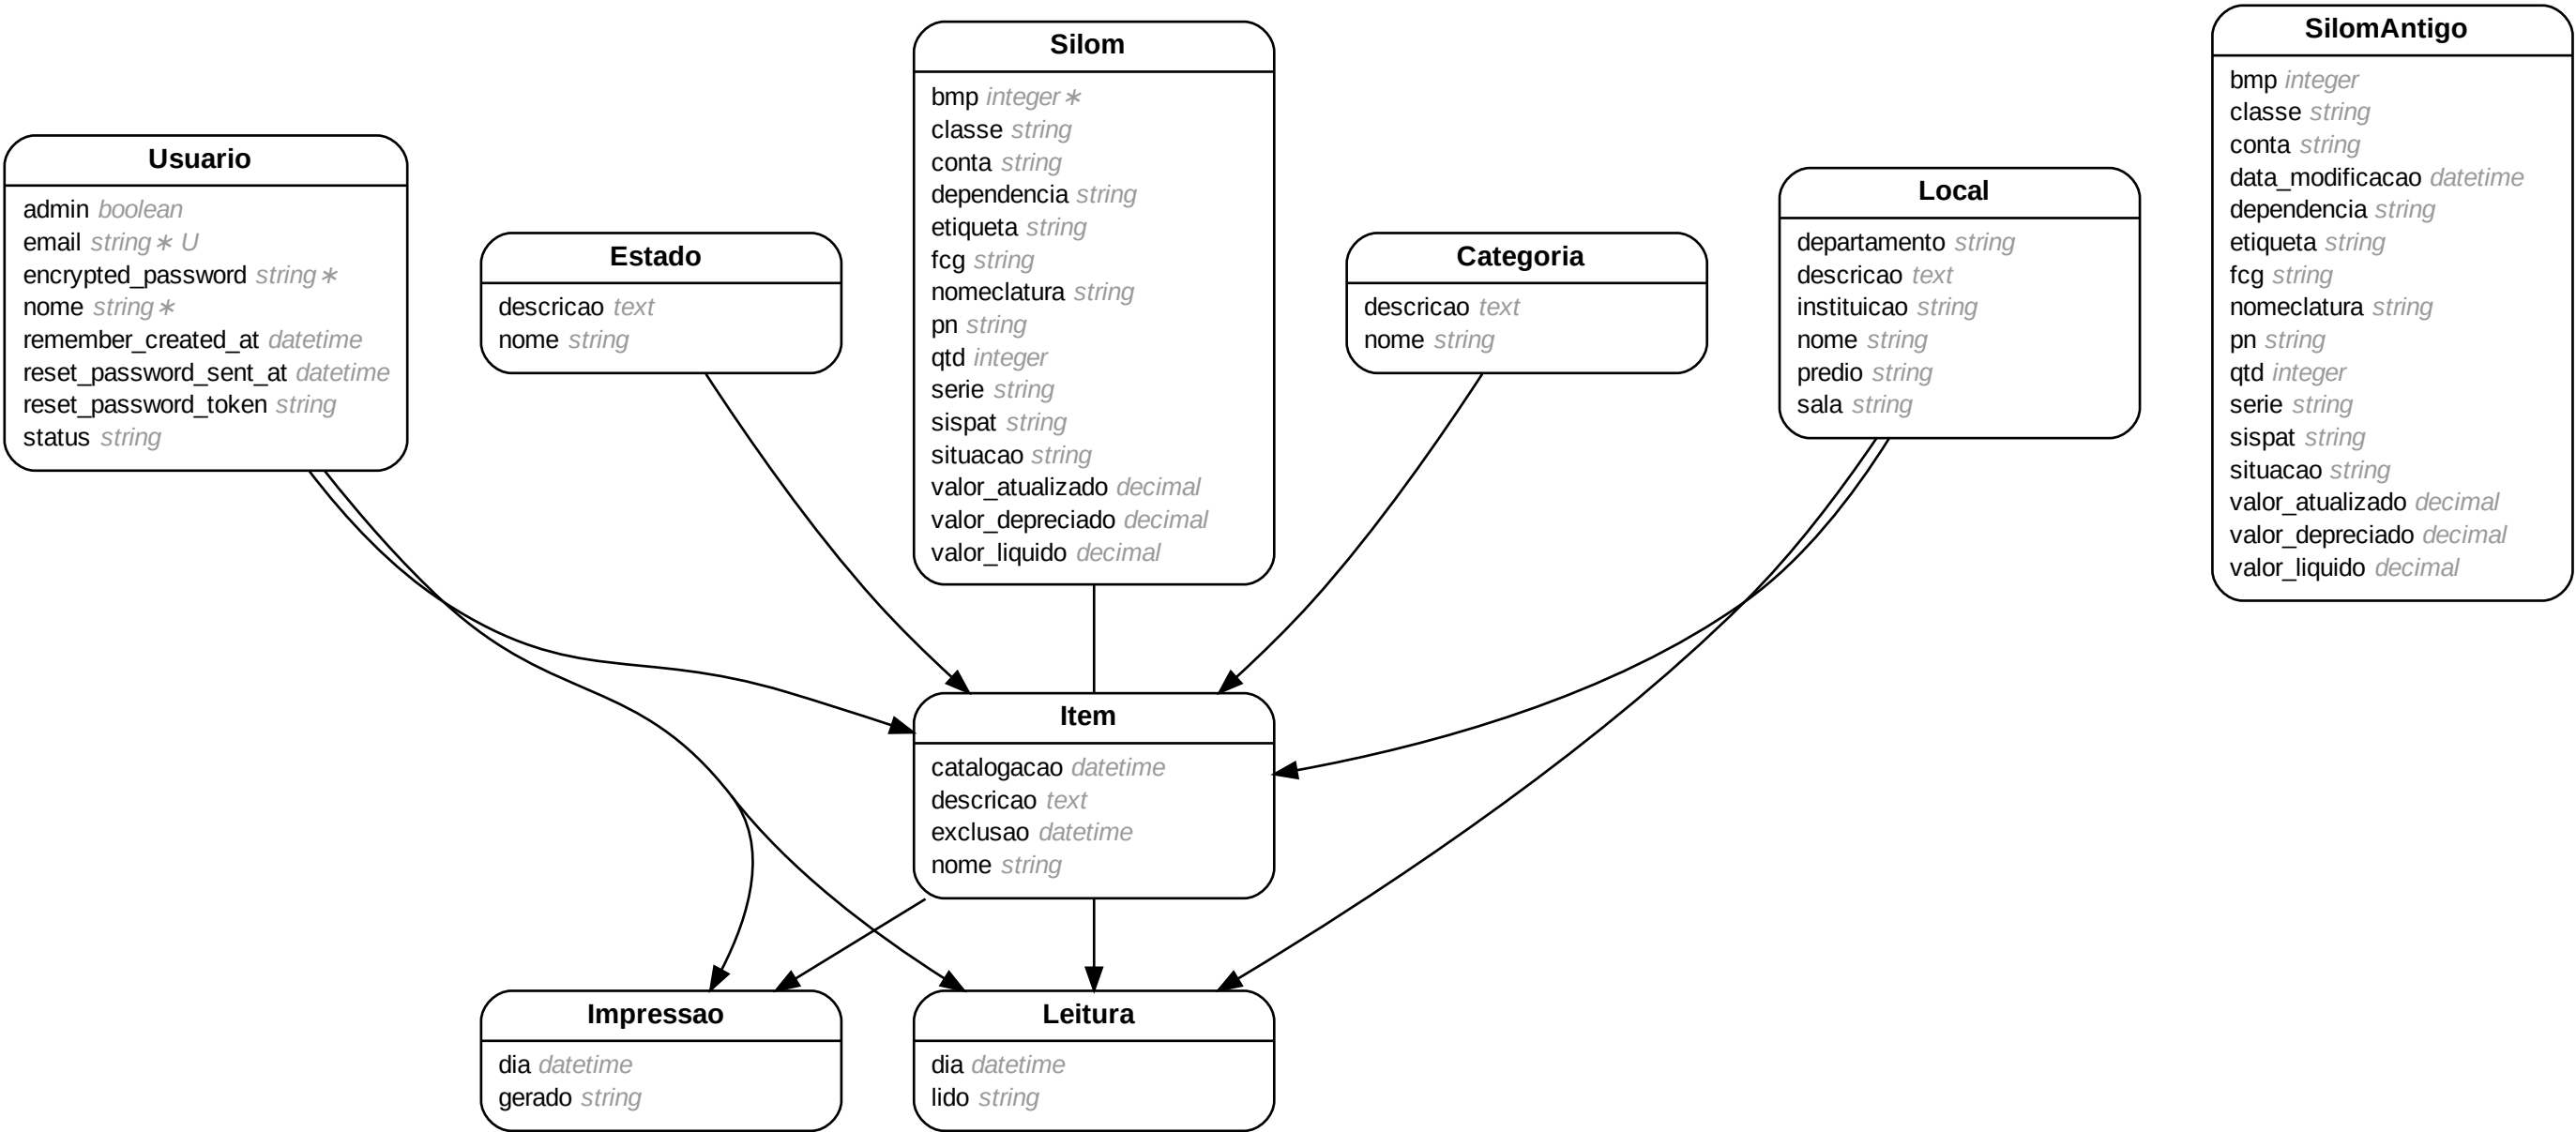 Usuario
admin boolean
email string∗ U
encrypted_password string∗
nome string∗
remember_created_at datetime
reset_password_sent_at datetime
reset_password_token string
status string
Estado
descricao text
nome string
Silom
bmp integer∗
classe string
conta string
dependencia string
etiqueta string
fcg string
nomeclatura string
pn string
qtd integer
serie string
sispat string
situacao string
valor_atualizado decimal
valor_depreciado decimal
valor_liquido decimal
Categoria
descricao text
nome string
Local
departamento string
descricao text
instituicao string
nome string
predio string
sala string
SilomAntigo
bmp integer
classe string
conta string
data_modificacao datetime
dependencia string
etiqueta string
fcg string
nomeclatura string
pn string
qtd integer
serie string
sispat string
situacao string
valor_atualizado decimal
valor_depreciado decimal
valor_liquido decimal
Item
catalogacao datetime
descricao text
exclusao datetime
nome string
Impressao
dia datetime
gerado string
Leitura
dia datetime
lido string